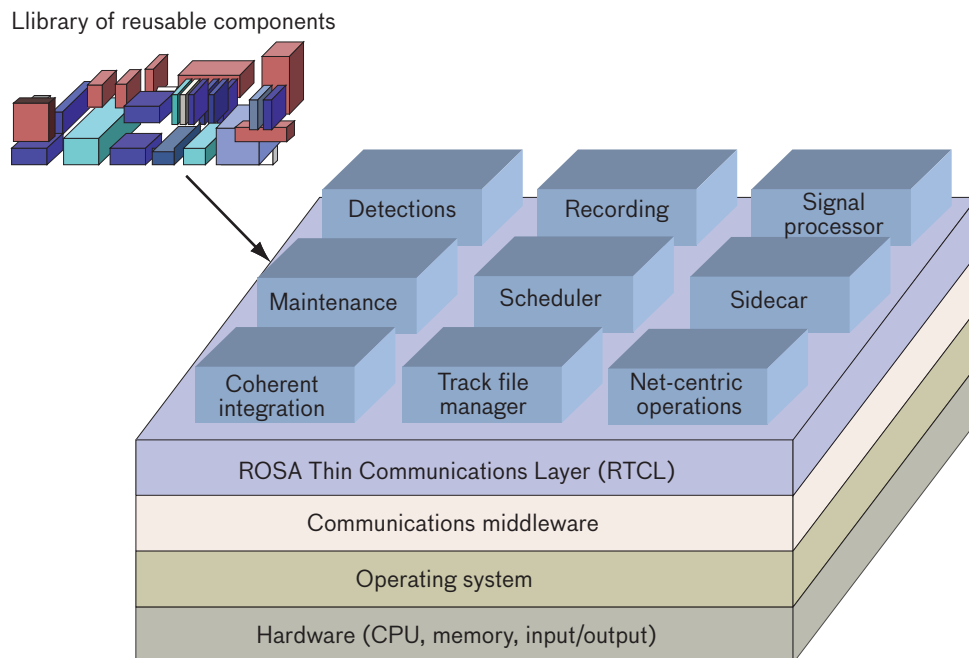 Llibrary of reusable components
Detections
Recording
Signal
processor
Maintenance
Scheduler
Sidecar
Coherent
integration
Track file
manager
Net-centric
operations
ROSA Thin Communications Layer (RTCL)
Communications middleware
Operating system
Hardware (CPU, memory, input/output)